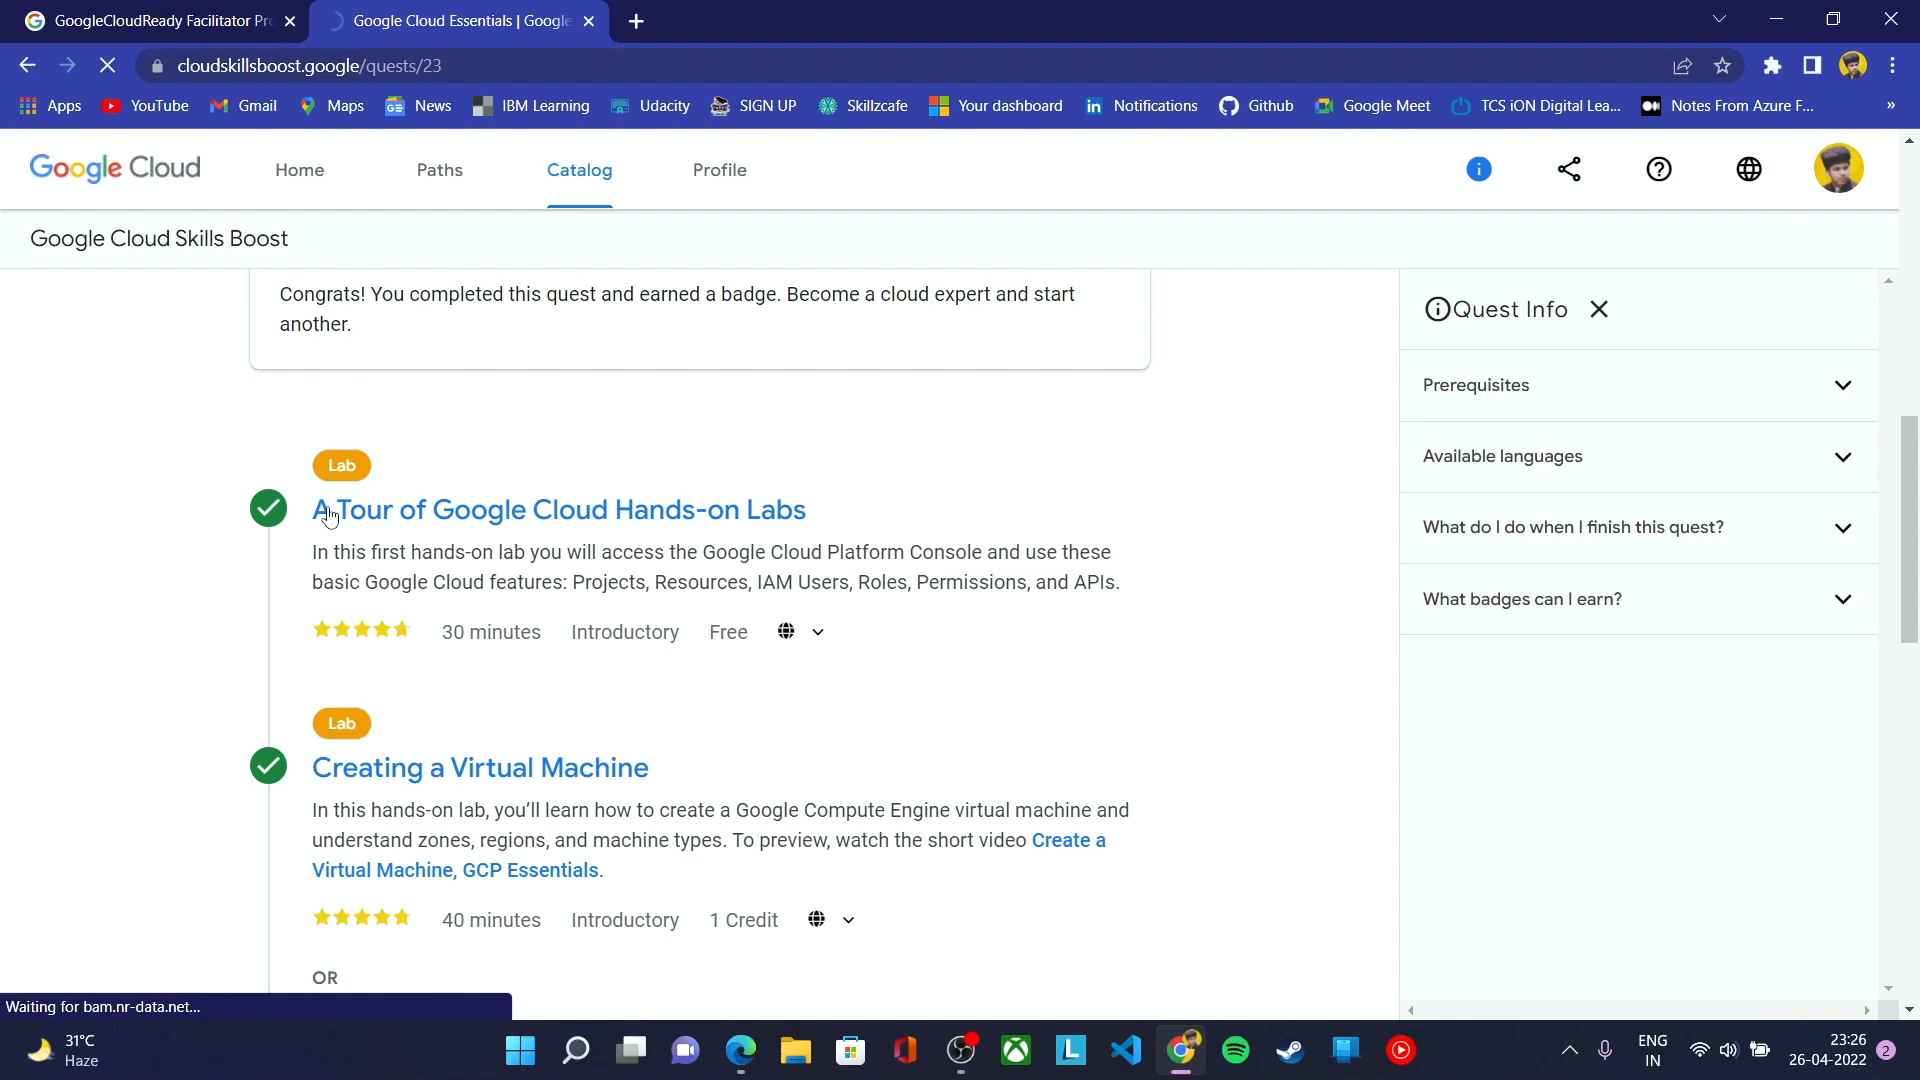 GoogleCloudReady Facilitator Pro
Google Cloud Essentials | Google
cloudskillsboost.google/quests/23
Apps YouTube Gmail Maps News IBM Learning Udacity SIGN UP Skillzcafe Your dashboard Notifications Github Google Meet TCS iON Digital Lea... Notes From Azure F... »
Google Cloud Home Paths Catalog Profile
Google Cloud Skills Boost
Congrats! You completed this quest and earned a badge. Become a cloud expert and start
another.
Lab
A Tour of Google Cloud Hands-on Labs
In this first hands-on lab you will access the Google Cloud Platform Console and use these
basic Google Cloud features: Projects, Resources, IAM Users, Roles, Permissions, and APIs.
30 minutes Introductory Free
Lab
Creating a Virtual Machine
In this hands-on lab, you'll learn how to create a Google Compute Engine virtual machine and
understand zones, regions, and machine types. To preview, watch the short video Create a
Virtual Machine, GCP Essentials.
40 minutes Introductory 1 Credit
OR
Quest Info
Prerequisites
Available languages
What do I do when I finish this quest?
What badges can I earn?
Waiting for bam.nr-data.net...
31°C
Haze
ENG
IN
23:26
26-04-2022
2